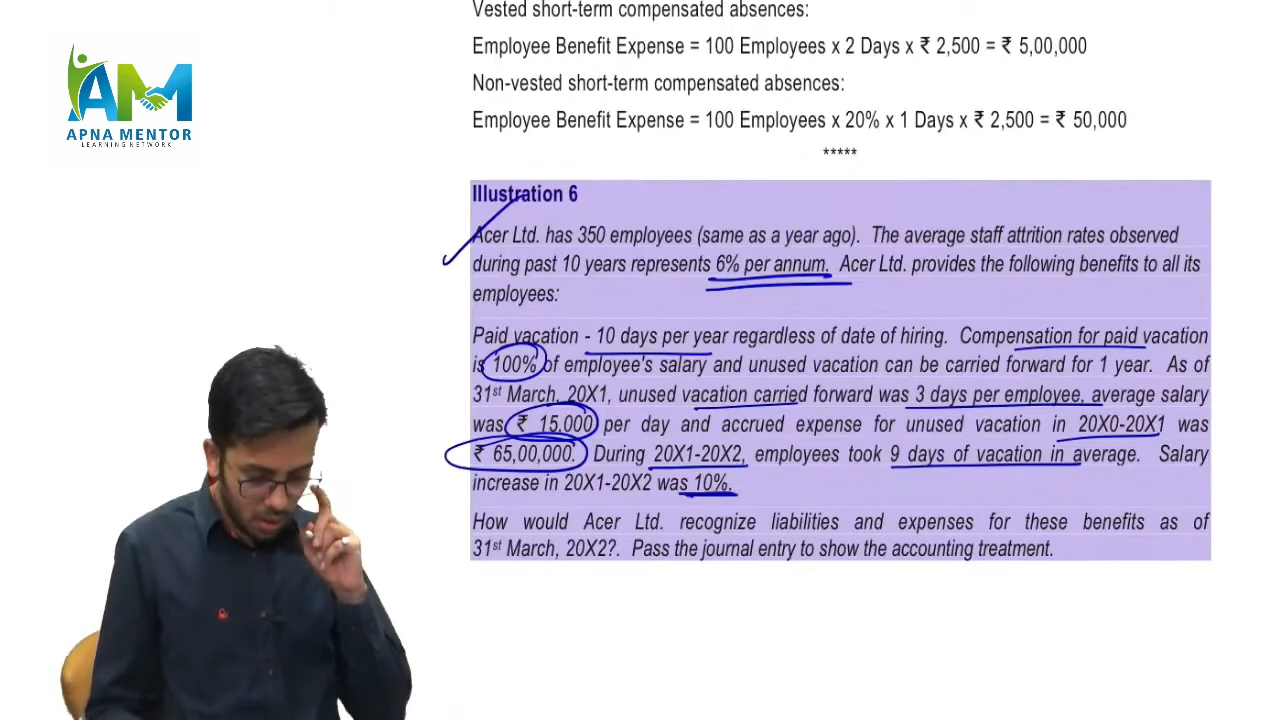 Vested short-term compensated absences:
Employee Benefit Expense = 100 Employees x 2 Days x ₹ 2,500 = ₹ 5,00,000
Non-vested short-term compensated absences:
Employee Benefit Expense = 100 Employees x 20% x 1 Days x ₹ 2,500 = ₹ 50,000
*****
AM
APNA MENTOR
LEARNING NETWORK
Illustration 6
Acer Ltd. has 350 employees (same as a year ago). The average staff attrition rates observed
during past 10 years represents 6% per annum. Acer Ltd. provides the following benefits to all its
employees:
Paid vacation - 10 days per year regardless of date of hiring. Compensation for paid vacation
is 100% of employee's salary and unused vacation can be carried forward for 1 year. As of
31st March, 20X1, unused vacation carried forward was 3 days per employee, average salary
was ₹ 15,000 per day and accrued expense for unused vacation in 20X0-20X1 was
₹ 65,00,000. During 20X1-20X2, employees took 9 days of vacation in average. Salary
increase in 20X1-20X2 was 10%.
How would Acer Ltd. recognize liabilities and expenses for these benefits as of
31st March, 20X2?. Pass the journal entry to show the accounting treatment.